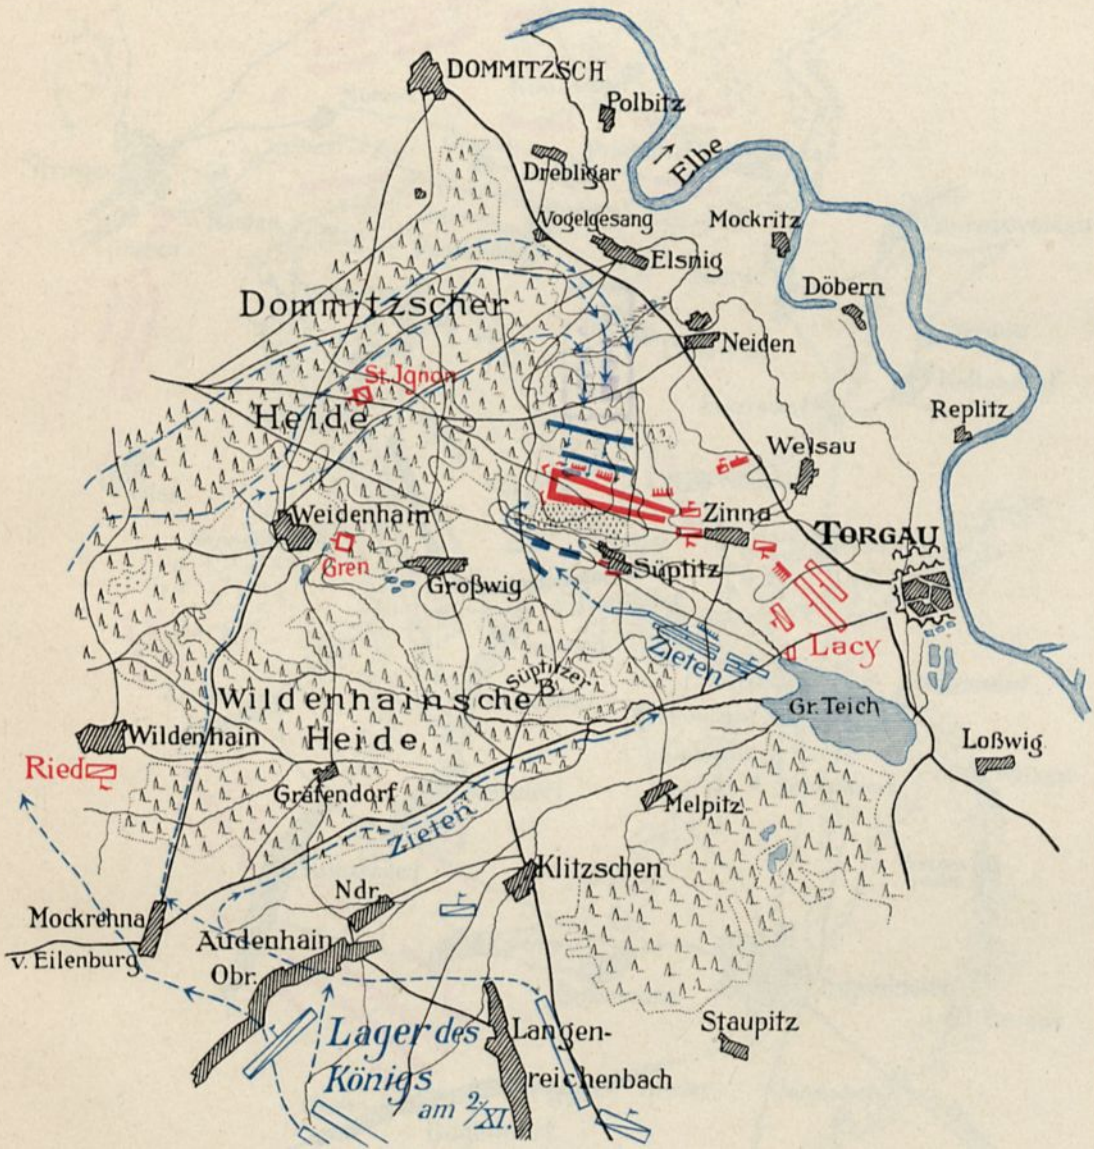 DOMMITZSCH
Polbitz
Elbe
Drebligar
Vogelgesang
Mockritz
Elsnig
Döbern
Dommitzscher
Neiden
St. Ignon
Heide
Replitz
Welsau
Weidenhain
Zinna
TORGAU
Gren
Großwig
Süptitz
Zieten
Lacy
Süptitzer
B.
Wildenhainsche
Heide
Gr. Teich
Wildenhain
Loßwig
Ried
Gräfendorf
Melpitz
Zieten
Klitzschen
Ndr.
Mockrehna
Audenhain
v. Eilenburg
Obr.
Lager des
Königs
am 2/XI.
Langen-
reichenbach
Staupitz